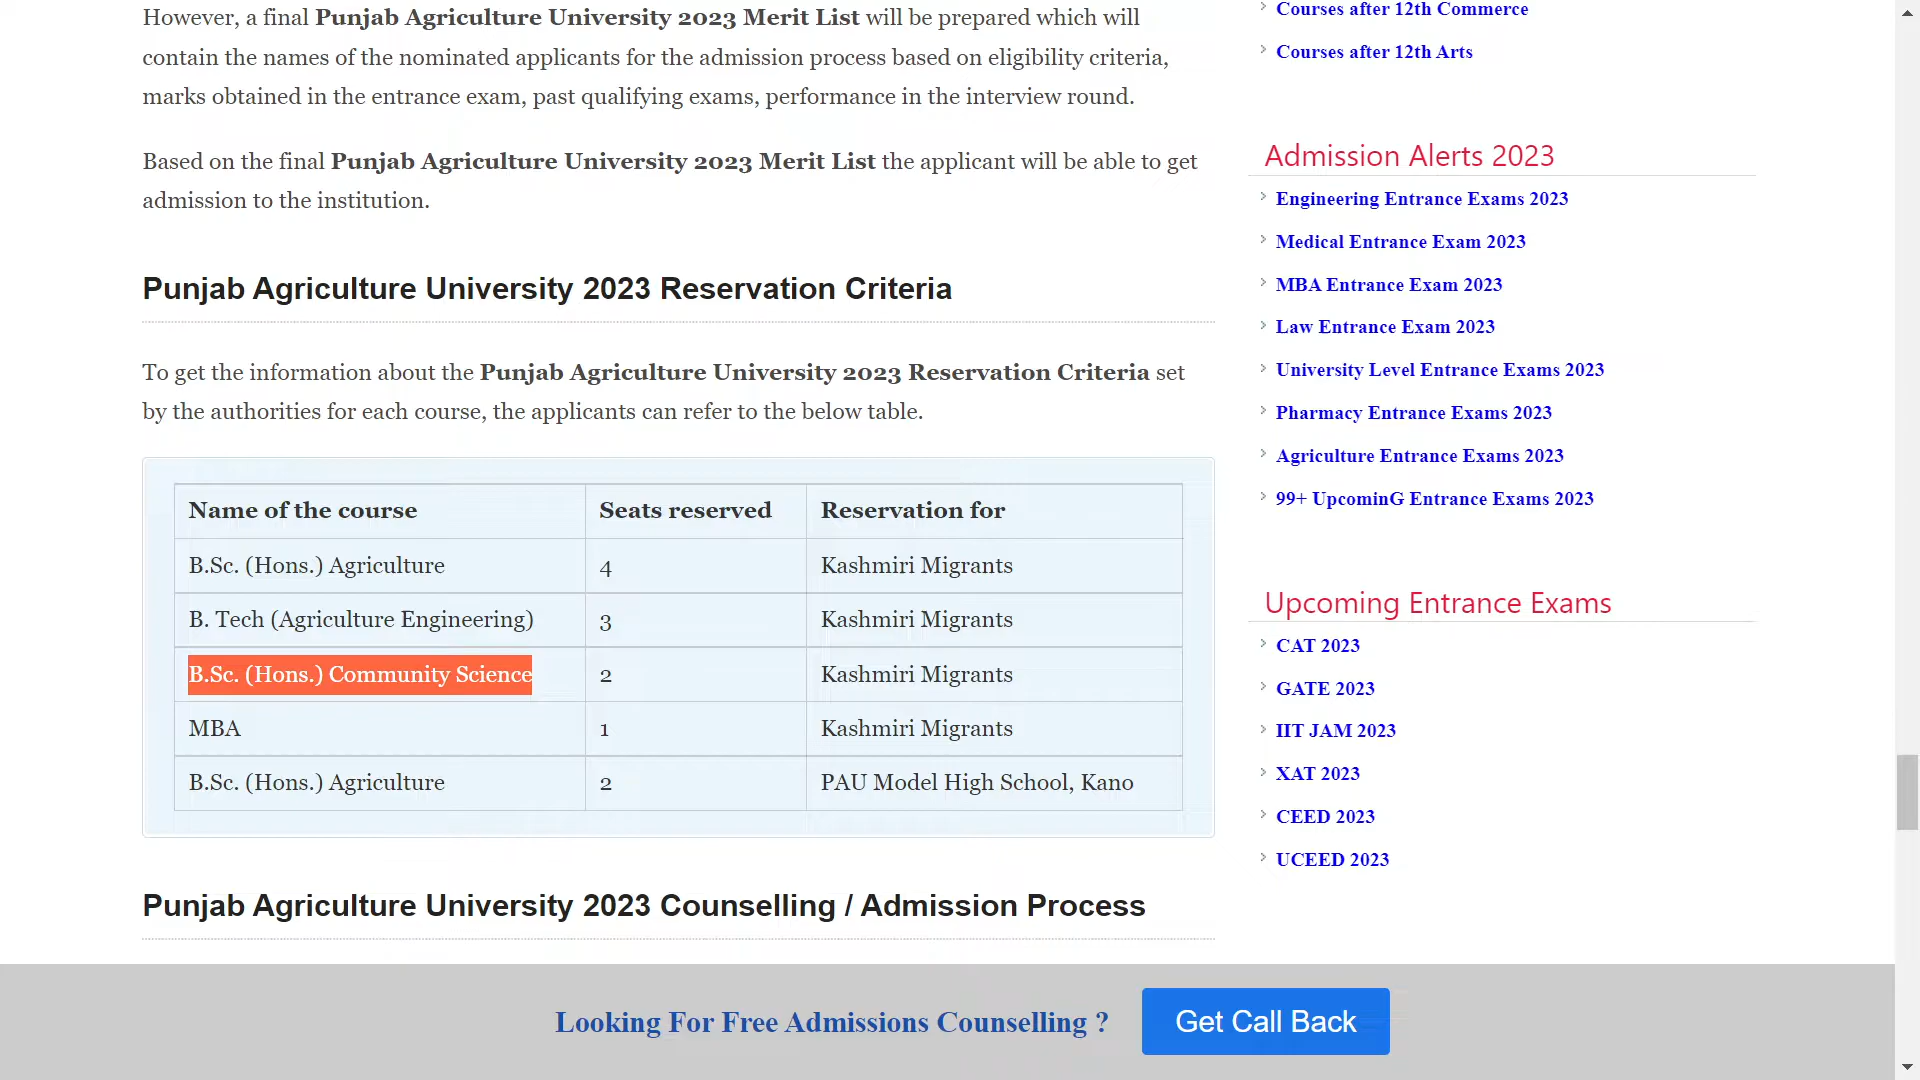 However, a final Punjab Agriculture University 2023 Merit List will be prepared which will
contain the names of the nominated applicants for the admission process based on eligibility criteria,
marks obtained in the entrance exam, past qualifying exams, performance in the interview round.
Based on the final Punjab Agriculture University 2023 Merit List the applicant will be able to get
admission to the institution.
Punjab Agriculture University 2023 Reservation Criteria
To get the information about the Punjab Agriculture University 2023 Reservation Criteria set
by the authorities for each course, the applicants can refer to the below table.
Name of the course Seats reserved Reservation for
B.Sc. (Hons.) Agriculture 4 Kashmiri Migrants
B. Tech (Agriculture Engineering) 3 Kashmiri Migrants
B.Sc. (Hons.) Community Science 2 Kashmiri Migrants
MBA 1 Kashmiri Migrants
B.Sc. (Hons.) Agriculture 2 PAU Model High School, Kano
Punjab Agriculture University 2023 Counselling / Admission Process
Courses after 12th Commerce
Courses after 12th Arts
Admission Alerts 2023
Engineering Entrance Exams 2023
Medical Entrance Exam 2023
MBA Entrance Exam 2023
Law Entrance Exam 2023
University Level Entrance Exams 2023
Pharmacy Entrance Exams 2023
Agriculture Entrance Exams 2023
99+ UpcominG Entrance Exams 2023
Upcoming Entrance Exams
CAT 2023
GATE 2023
IIT JAM 2023
XAT 2023
CEED 2023
UCEED 2023
Looking For Free Admissions Counselling ? Get Call Back